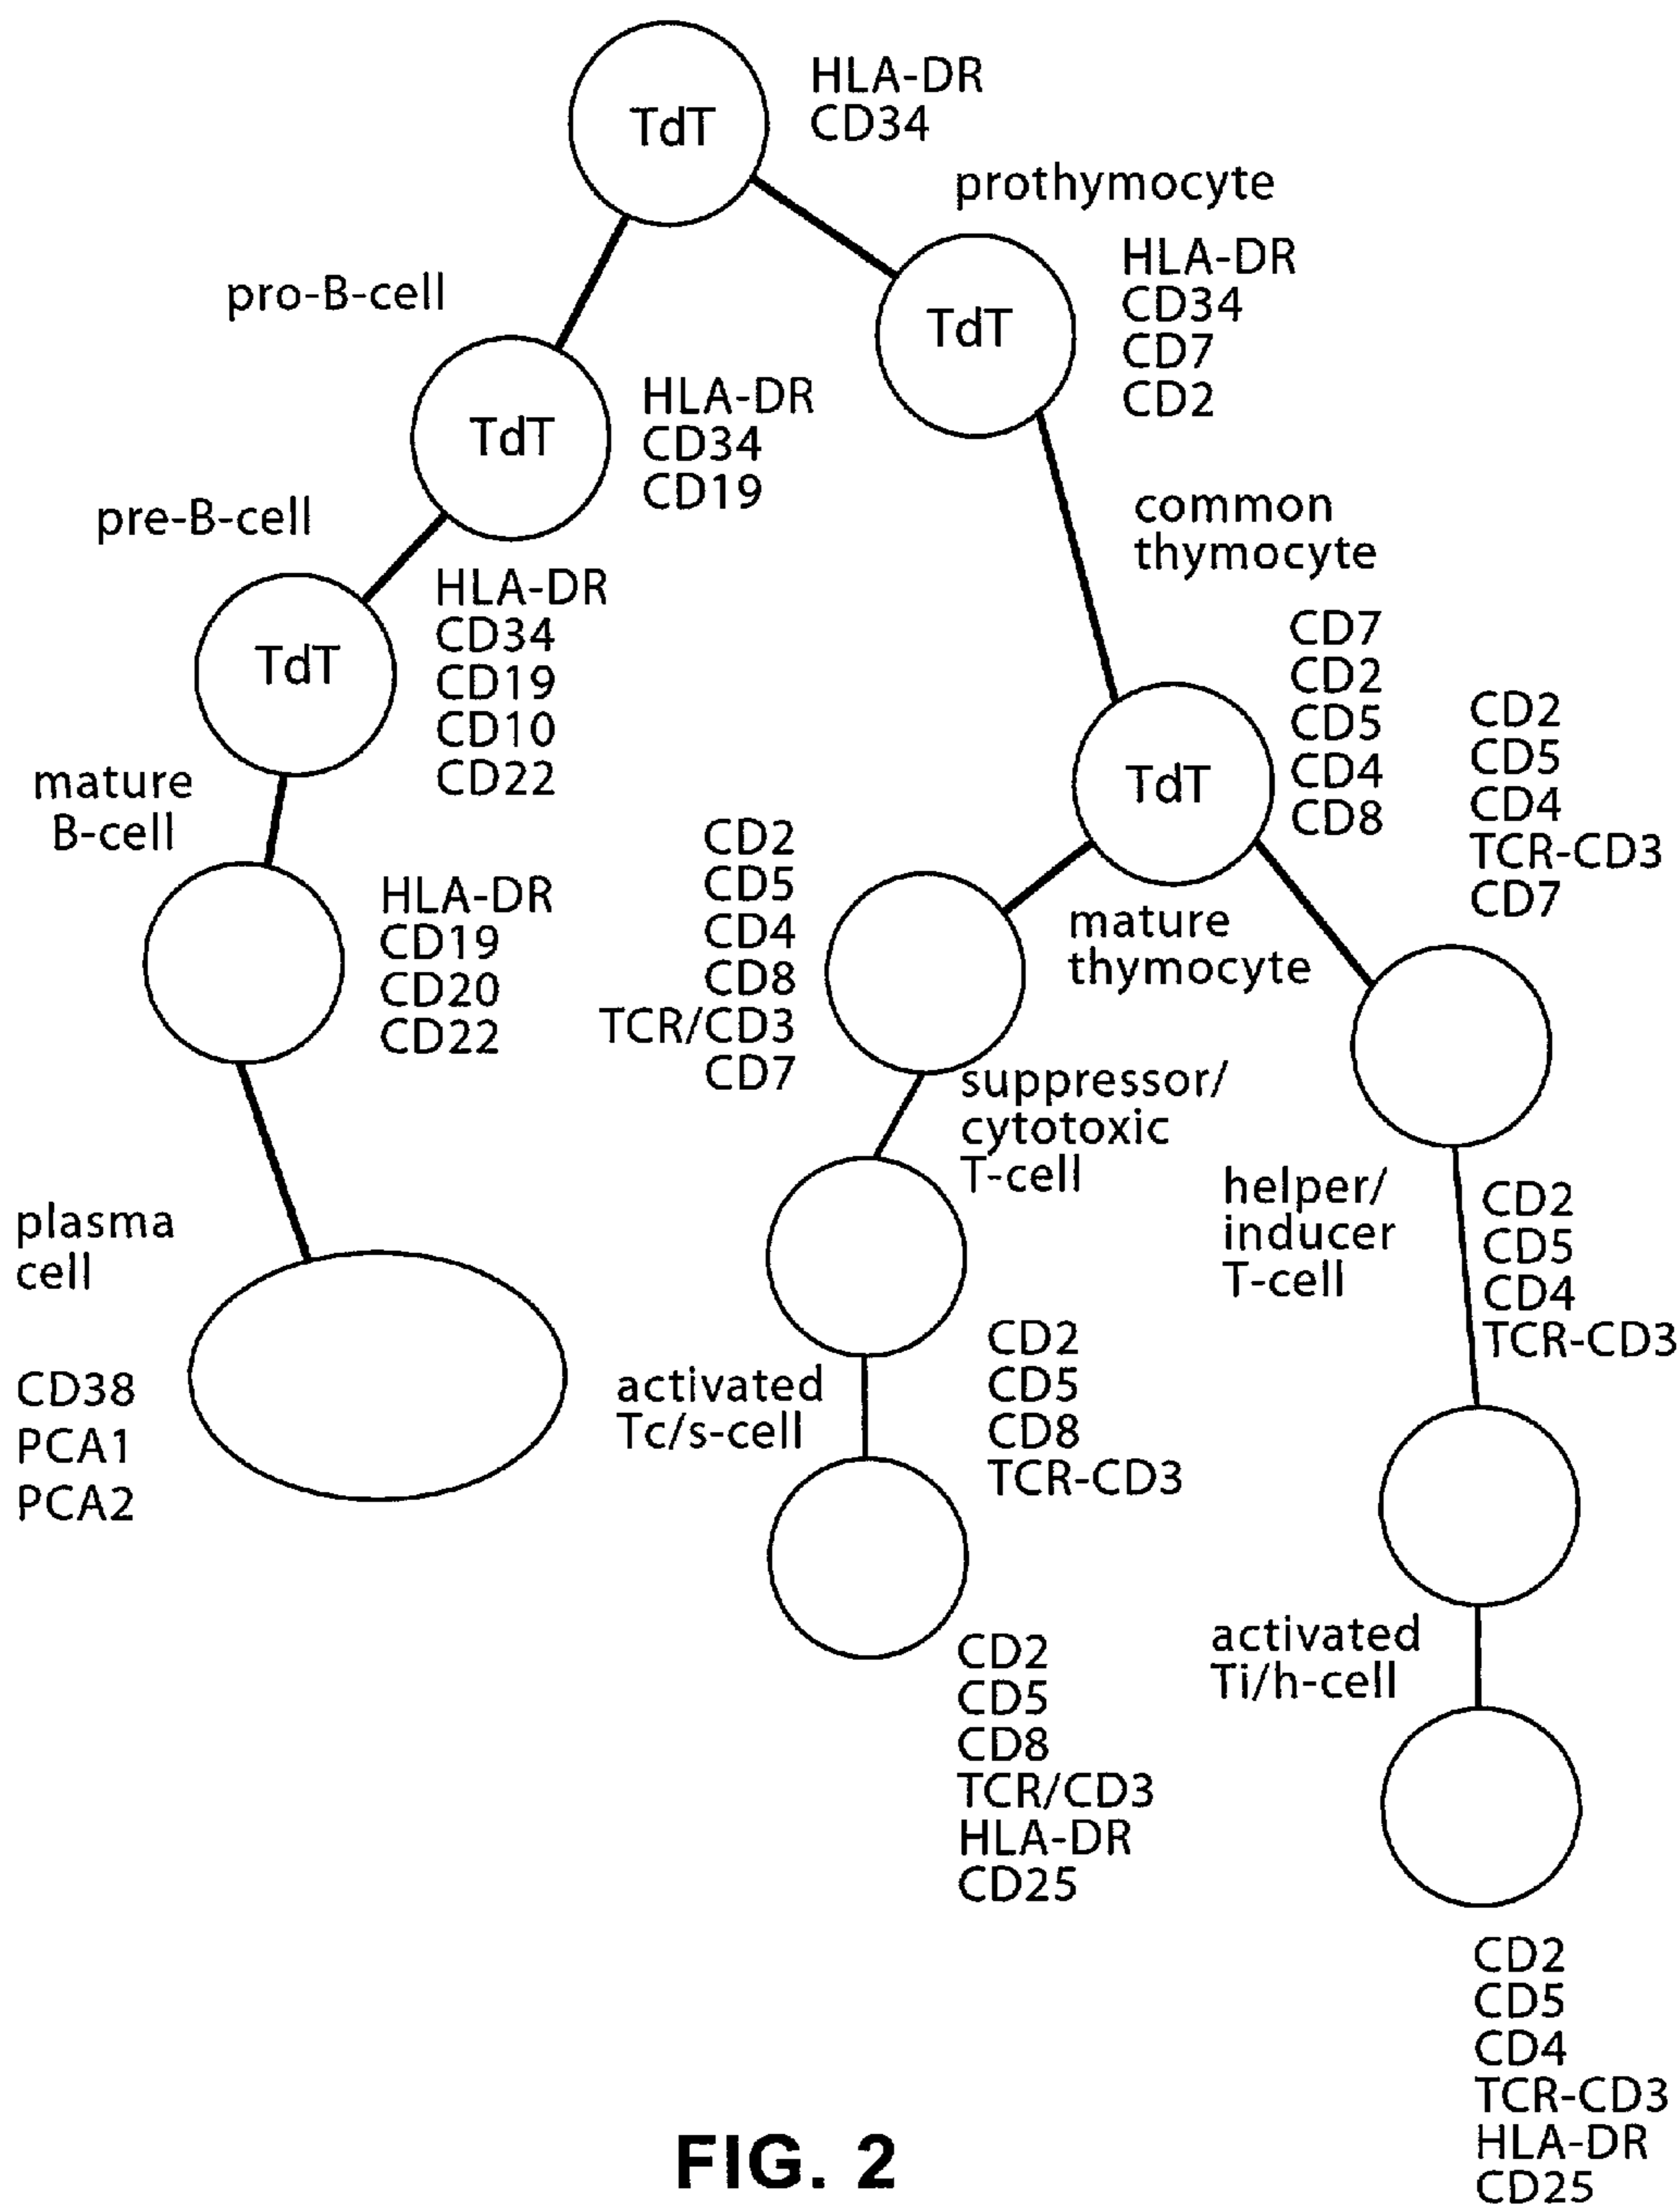 TdT
HLA-DR
CD34
prothymocyte
TdT
HLA-DR
CD34
CD7
CD2
pro-B-cell
TdT
HLA-DR
CD34
CD19
pre-B-cell
TdT
HLA-DR
CD34
CD19
CD10
CD22
common
thymocyte
TdT
CD7
CD2
CD5
CD4
CD8
CD2
CD5
CD4
TCR-CD3
CD7
mature
B-cell
HLA-DR
CD19
CD20
CD22
CD2
CD5
CD4
CD8
TCR/CD3
CD7
mature
thymocyte
suppressor/
cytotoxic
T-cell
helper/
inducer
T-cell
CD2
CD5
CD4
TCR-CD3
plasma
cell
CD38
PCA1
PCA2
activated
Tc/s-cell
CD2
CD5
CD8
TCR-CD3
activated
Ti/h-cell
CD2
CD5
CD8
TCR/CD3
HLA-DR
CD25
CD2
CD5
CD4
TCR-CD3
HLA-DR
CD25
FIG. 2